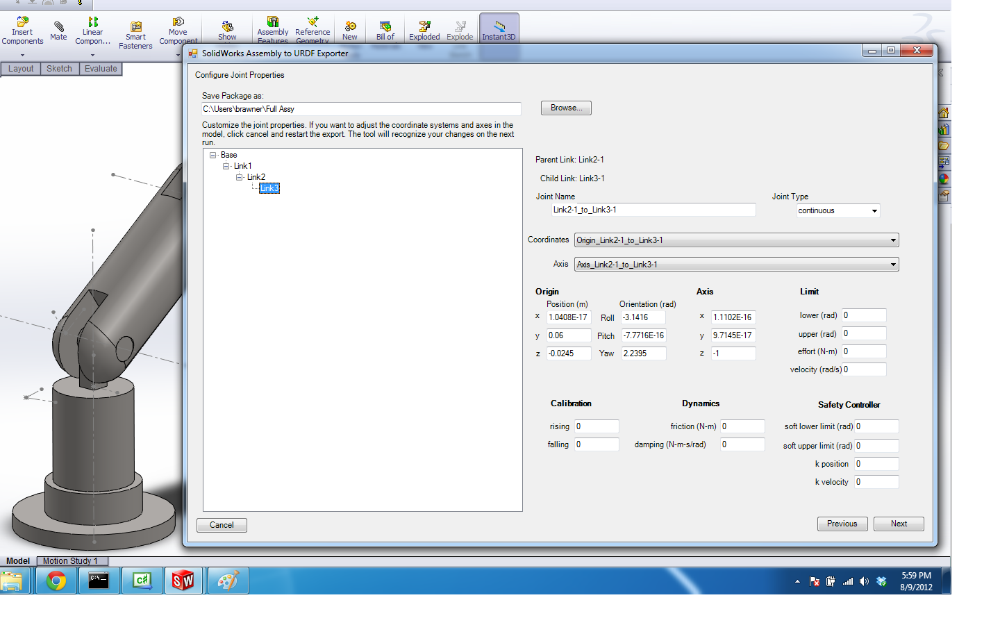 Insert
Components
Mate
Linear
Compon...
Smart
Fasteners
Move
Component
Show
Assembly
Features
Reference
Geometry
New
Bill of
Exploded
Explode
Instant3D
Layout
Sketch
Evaluate
SolidWorks Assembly to URDF Exporter
Configure Joint Properties
Save Package as:
C:\Users\brawner\Full Assy
Browse...
Customize the joint properties. If you want to adjust the coordinate systems and axes in the
model, click cancel and restart the export. The tool will recognize your changes on the next
run.
Base
Link1
Link2
Link3
Parent Link: Link2-1
Child Link: Link3-1
Joint Name
Link2-1_to_Link3-1
Joint Type
continuous
Coordinates Origin_Link2-1_to_Link3-1
Axis Axis_Link2-1_to_Link3-1
Origin
Position (m) Orientation (rad)
x 1.0408E-17 Roll -3.1416
y 0.06 Pitch -7.7716E-16
z -0.0245 Yaw 2.2395
Axis
x 1.1102E-16
y 9.7145E-17
z -1
Limit
lower (rad) 0
upper (rad) 0
effort (N-m) 0
velocity (rad/s) 0
Calibration
rising 0
falling 0
Dynamics
friction (N-m) 0
damping (N-m-s/rad) 0
Safety Controller
soft lower limit (rad) 0
soft upper limit (rad) 0
k position 0
k velocity 0
Cancel
Previous
Next
Model
Motion Study 1
C:\
C#
SW
5:59 PM
8/9/2012